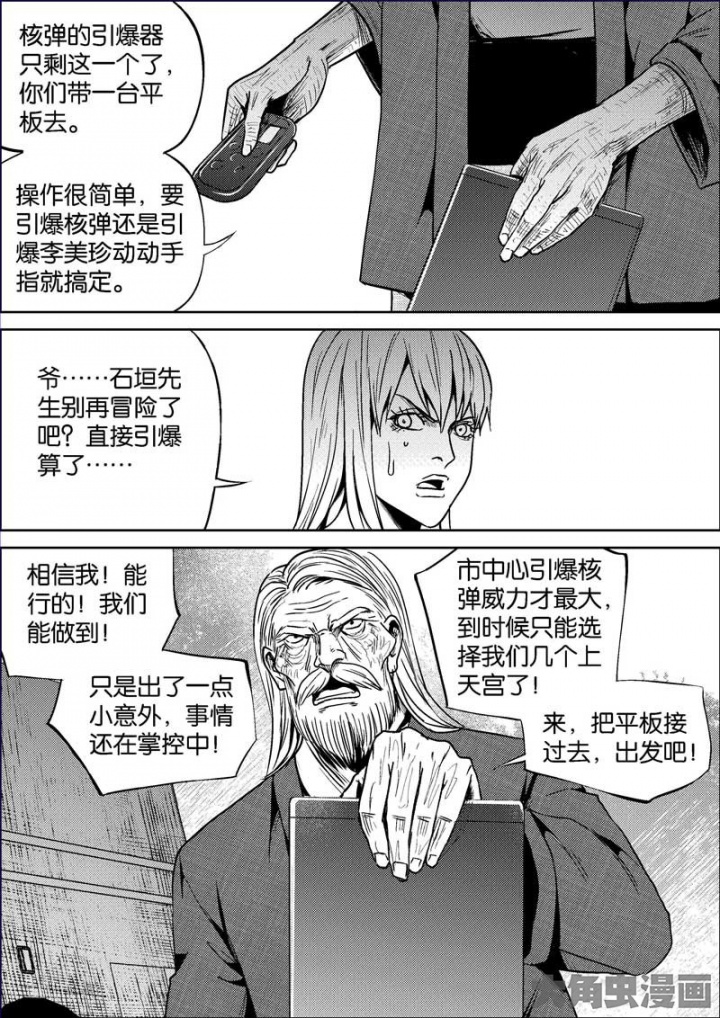 核弹的引爆器
只剩这一个了，
你们带一台平
板去。
操作很简单，要
引爆核弹还是引
爆李美珍动动手
指就搞定。
爷……石垣先
生别再冒险了
吧？直接引爆
算了……
相信我！能
行的！我们
能做到！
只是出了一点
小意外，事情
还在掌控中！
市中心引爆核
弹威力才最大，
到时候只能选
择我们几个上
天宫了！
来，把平板接
过去，出发吧！
角虫漫画